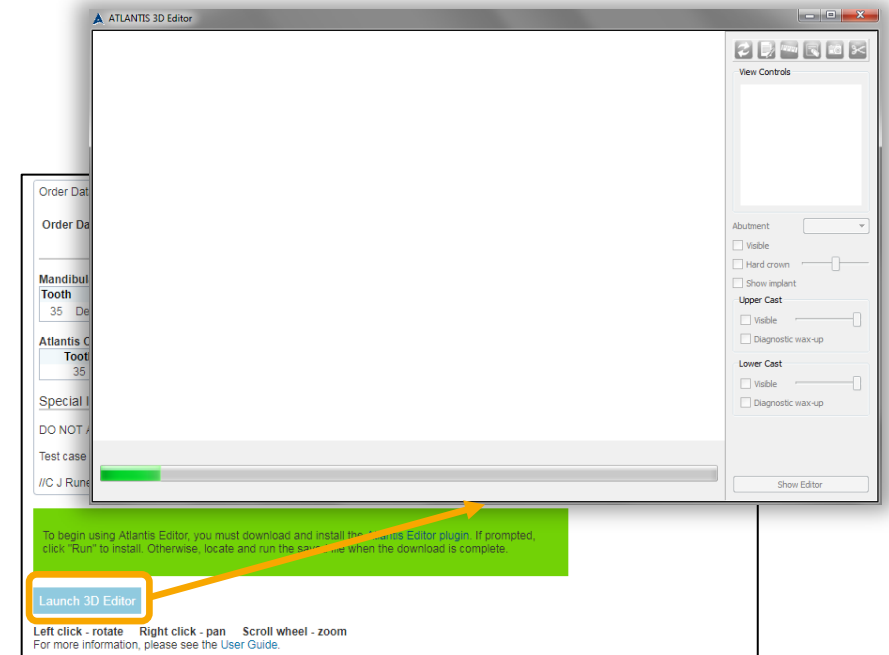 ATLANTIS 3D Editor
View Controls
Abutment
Visible
Hard crown
Show implant
Upper Cast
Visible
Diagnostic wax-up
Lower Cast
Visible
Diagnostic wax-up
Show Editor
Order Dat
Order Da
Mandibul
Tooth
35 De
Atlantis C
Toot
35
Special I
DO NOT
Test case
//C J Rune
To begin using Atlantis Editor, you must download and install the Atlantis Editor plugin. If prompted,
click "Run" to install. Otherwise, locate and run the saved file when the download is complete.
Launch 3D Editor
Left click - rotate Right click - pan Scroll wheel - zoom
For more information, please see the User Guide.